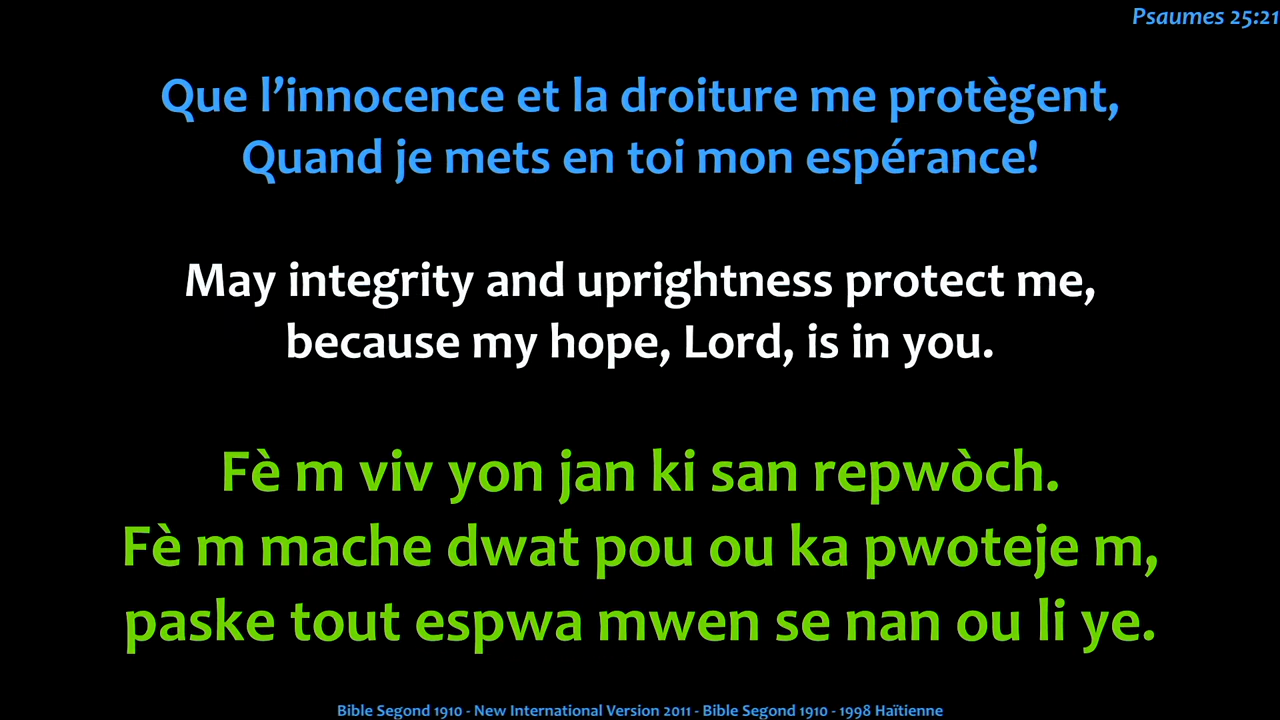 Psaumes 25:21
Que l’innocence et la droiture me protègent,
Quand je mets en toi mon espérance!
May integrity and uprightness protect me,
because my hope, Lord, is in you.
Fè m viv yon jan ki san repwòch.
Fè m mache dwat pou ou ka pwoteje m,
paske tout espwa mwen se nan ou li ye.
Bible Segond 1910 - New International Version 2011 - Bible Segond 1910 - 1998 Haïtienne